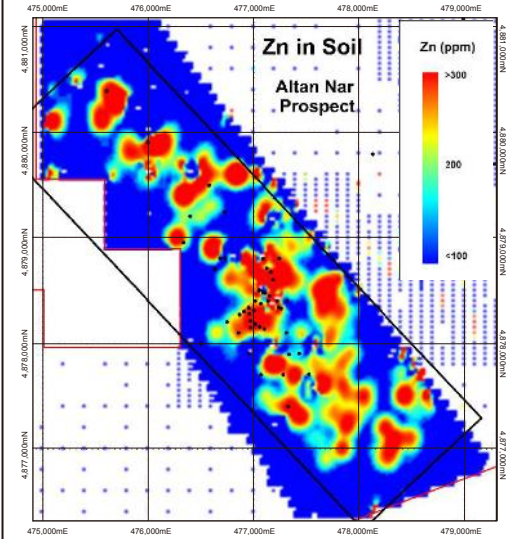 475,000mE 476,000mE 477,000mE 478,000mE 479,000mE
4,881,000mN
4,880,000mN
4,879,000mN
4,878,000mN
4,877,000mN
Zn in Soil
Altan Nar
Prospect
Zn (ppm)
>300
200
<100
4,881,000mN
4,880,000mN
4,879,000mN
4,878,000mN
4,877,000mN
475,000mE 476,000mE 477,000mE 478,000mE 479,000mE